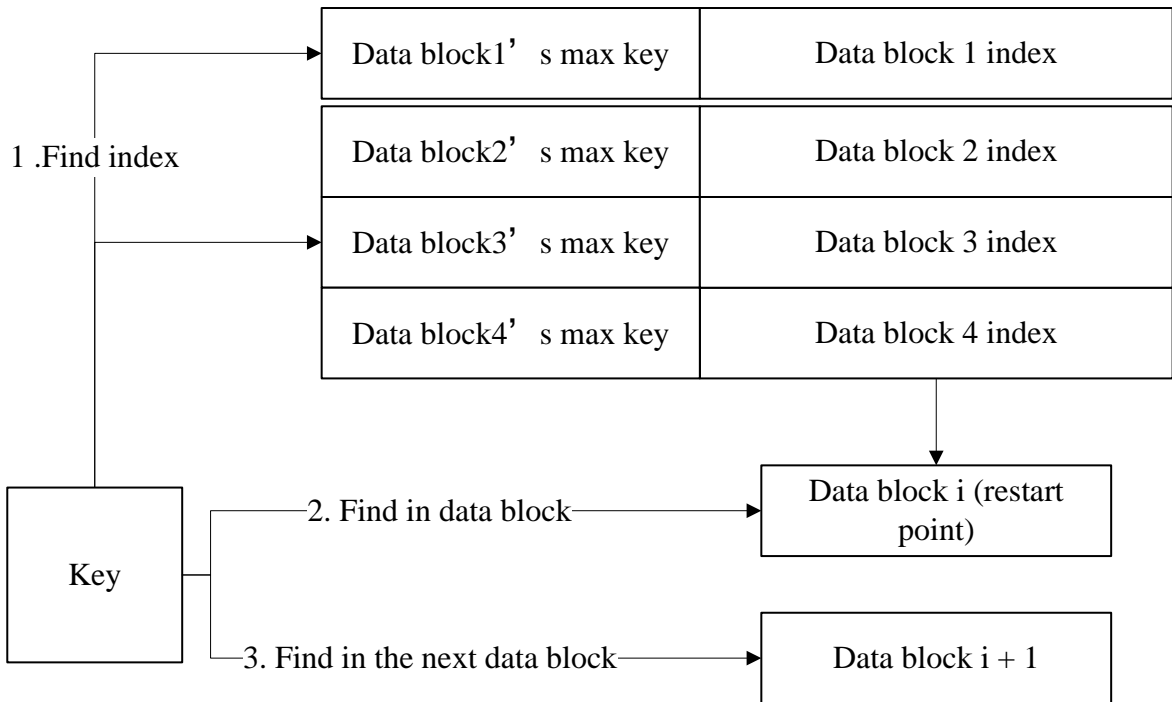 Data block1’ s max key
Data block 1 index
1 .Find index
Data block2’ s max key
Data block 2 index
Data block3’ s max key
Data block 3 index
Data block4’ s max key
Data block 4 index
Key
2. Find in data block
Data block i (restart
point)
3. Find in the next data block
Data block i + 1